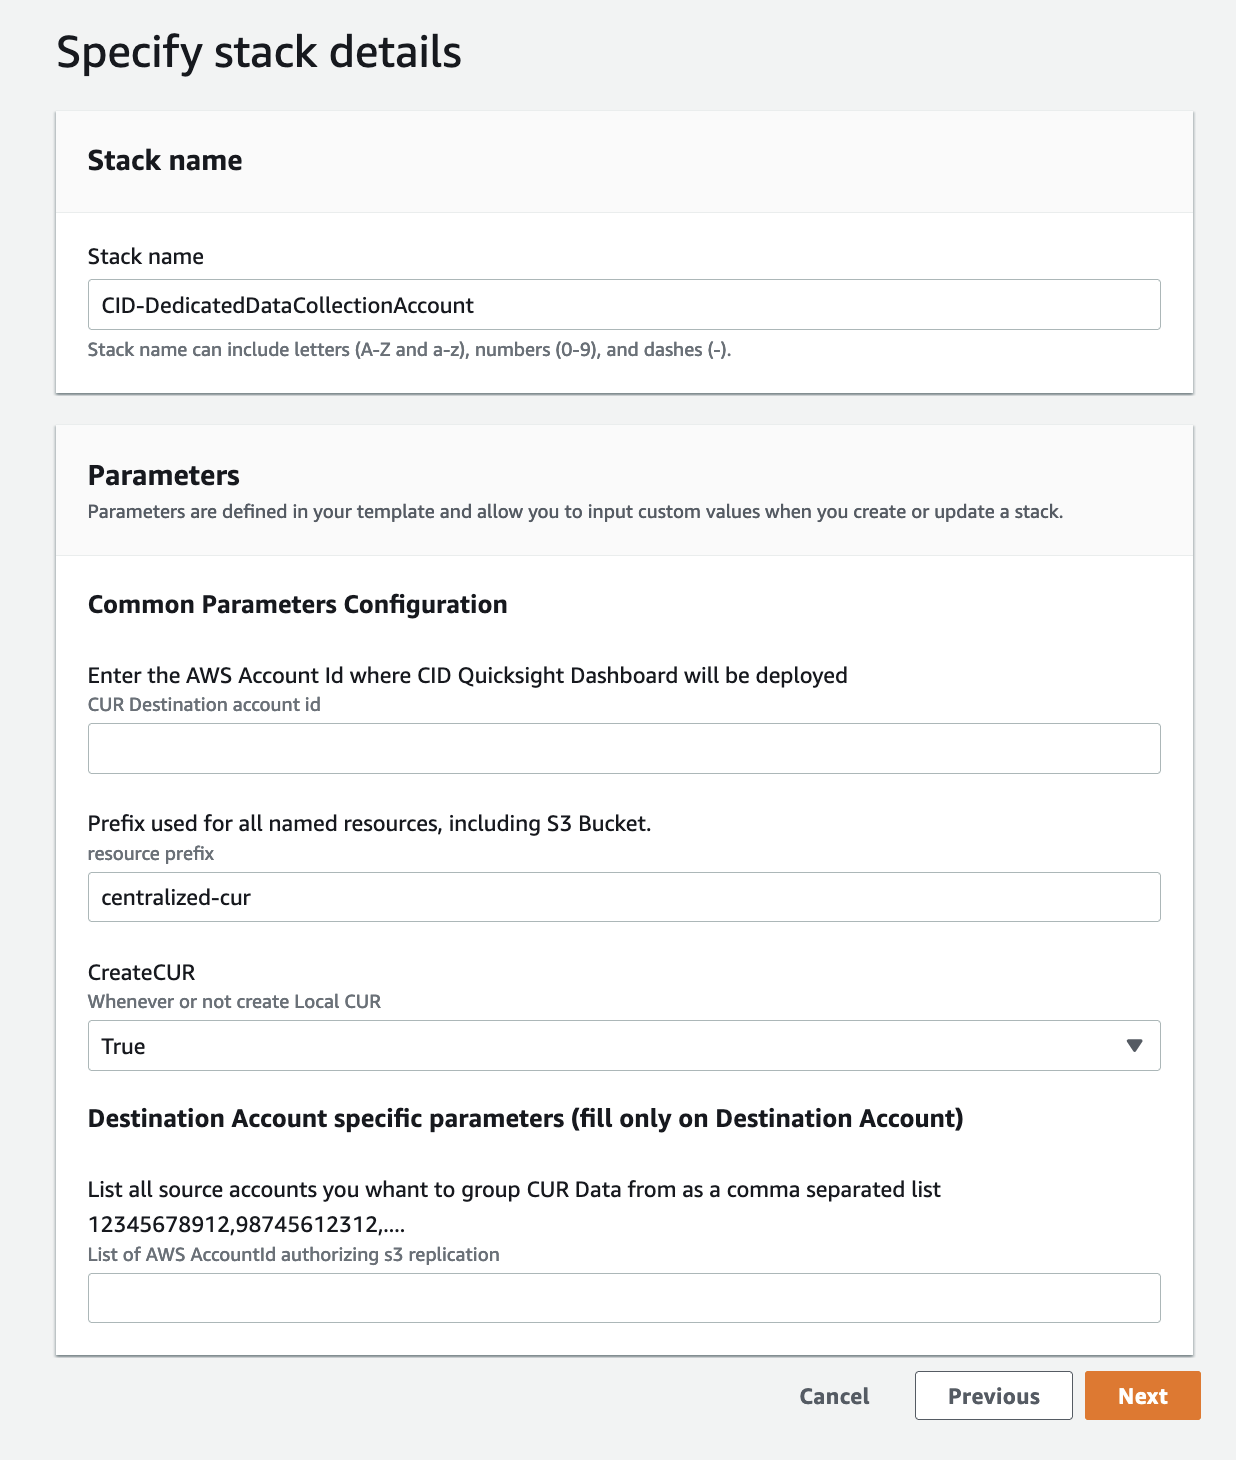 Specify stack details
Stack name
Stack name
CID-DedicatedDataCollectionAccount
Stack name can include letters (A-Z and a-z), numbers (0-9), and dashes (-).
Parameters
Parameters are defined in your template and allow you to input custom values when you create or update a stack.
Common Parameters Configuration
Enter the AWS Account Id where CID Quicksight Dashboard will be deployed
CUR Destination account id
Prefix used for all named resources, including S3 Bucket.
resource prefix
centralized-cur
CreateCUR
Whenever or not create Local CUR
True
Destination Account specific parameters (fill only on Destination Account)
List all source accounts you whant to group CUR Data from as a comma separated list
12345678912,98745612312,....
List of AWS AccountId authorizing s3 replication
Cancel
Previous
Next